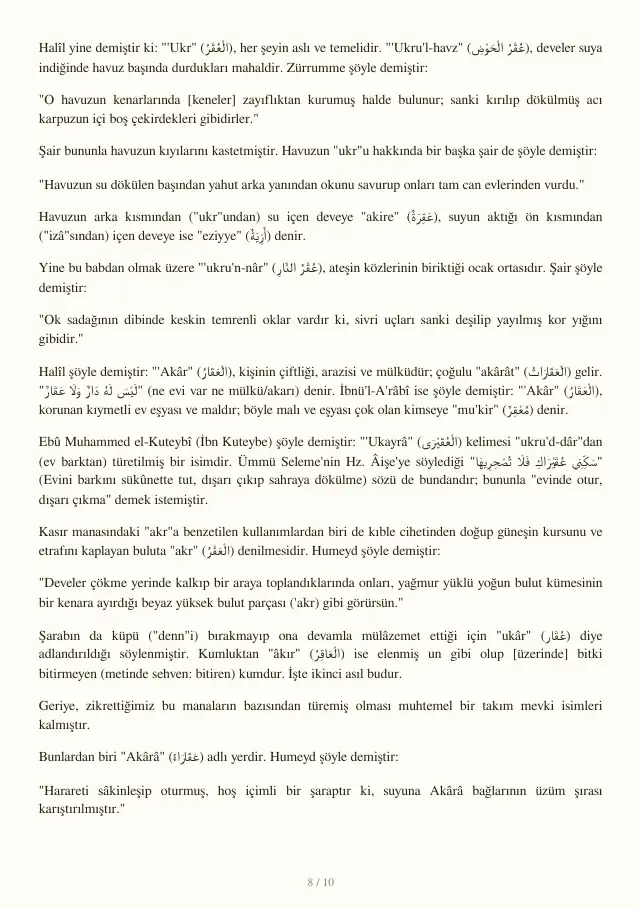 Halîl yine demiştir ki: "'Ukr" (الْعُقْرُ), her şeyin aslı ve temelidir. "'Ukru'l-havz" (عُقْرُ الْحَوْضِ), develer suya
indiğinde havuz başında durdukları mahaldir. Zürrumme şöyle demiştir:
"O havuzun kenarlarında [keneler] zayıflıktan kurumuş halde bulunur; sanki kırılıp dökülmüş acı
karpuzun içi boş çekirdekleri gibidirler."
Şair bununla havuzun kıyılarını kastetmiştir. Havuzun "ukr"u hakkında bir başka şair de şöyle demiştir:
"Havuzun su dökülen başından yahut arka yanından okunu savurup onları tam can evlerinden vurdu."
Havuzun arka kısmından ("ukr"undan) su içen deveye "akire" (عَقِرَةٌ), suyun aktığı ön kısmından
("izâ"sından) içen deveye ise "eziyye" (أَزِيَةٌ) denir.
Yine bu babdan olmak üzere "'ukru'n-nâr" (عُقْرُ النَّارِ), ateşin közlerinin biriktiği ocak ortasıdır. Şair şöyle
demiştir:
"Ok sadağının dibinde keskin temrenli oklar vardır ki, sivri uçları sanki deşilip yayılmış kor yığını
gibidir."
Halîl şöyle demiştir: "'Akâr" (الْعَقَارُ), kişinin çiftliği, arazisi ve mülküdür; çoğulu "akârât" (الْعَقَارَاتُ) gelir.
"لَيْسَ لَهُ دَارٌ وَلَا عَقَارٌ" (ne evi var ne mülkü/akarı) denir. İbnü'l-A'râbî ise şöyle demiştir: "'Akâr" (الْعَقَارُ),
korunan kıymetli ev eşyası ve maldır; böyle malı ve eşyası çok olan kimseye "mu'kir" (مُعْقِرٌ) denir.
Ebû Muhammed el-Kuteybî (İbn Kuteybe) şöyle demiştir: "'Ukayrâ" (الْعُقَيْرَى) kelimesi "ukru'd-dâr"dan
(ev barktan) türetilmiş bir isimdir. Ümmü Seleme'nin Hz. Âişe'ye söylediği "سَكِّنِي عُقَيْرَاكِ فَلَا تُصْحِرِيهَا"
(Evini barkını sükûnette tut, dışarı çıkıp sahraya dökülme) sözü de bundandır; bununla "evinde otur,
dışarı çıkma" demek istemiştir.
Kasır manasındaki "akr"a benzetilen kullanımlardan biri de kıble cihetinden doğup güneşin kursunu ve
etrafını kaplayan buluta "akr" (الْعَقْرُ) denilmesidir. Humeyd şöyle demiştir:
"Develer çökme yerinde kalkıp bir araya toplandıklarında onları, yağmur yüklü yoğun bulut kümesinin
bir kenara ayırdığı beyaz yüksek bulut parçası ('akr) gibi görürsün."
Şarabın da küpü ("denn"i) bırakmayıp ona devamla mülâzemet ettiği için "ukâr" (عُقَار) diye
adlandırıldığı söylenmiştir. Kumluktan "âkır" (الْعَاقِرُ) ise elenmiş un gibi olup [üzerinde] bitki
bitirmeyen (metinde sehven: bitiren) kumdur. İşte ikinci asıl budur.
Geriye, zikrettiğimiz bu manaların bazısından türemiş olması muhtemel bir takım mevki isimleri
kalmıştır.
Bunlardan biri "Akârâ" (عَقَارَاءُ) adlı yerdir. Humeyd şöyle demiştir:
"Harareti sâkinleşip oturmuş, hoş içimli bir şaraptır ki, suyuna Akârâ bağlarının üzüm şırası
karıştırılmıştır."
8 / 10